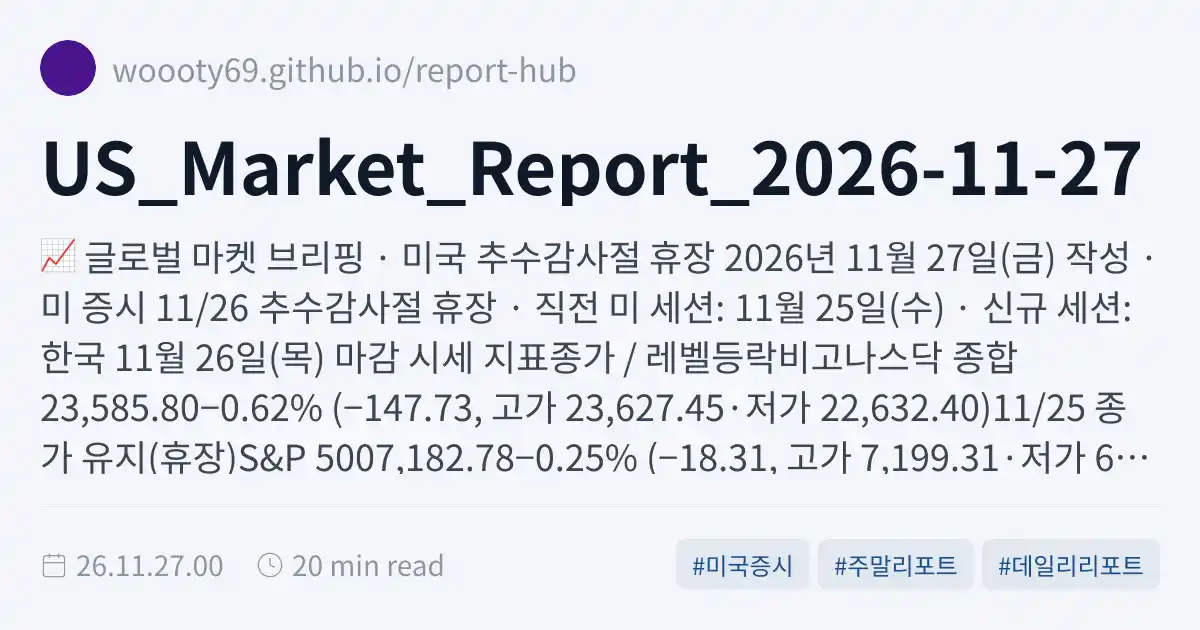 woooty69.github.io/report-hub
US_Market_Report_2026-11-27
📈 글로벌 마켓 브리핑 · 미국 추수감사절 휴장 2026년 11월 27일(금) 작성 ·
미 증시 11/26 추수감사절 휴장 · 직전 미 세션: 11월 25일(수) · 신규 세션:
한국 11월 26일(목) 마감 시세 지표종가 / 레벨등락비고나스닥 종합
23,585.80−0.62% (−147.73, 고가 23,627.45·저가 22,632.40)11/25 종
가 유지(휴장)S&P 5007,182.78−0.25% (−18.31, 고가 7,199.31·저가 6…
26.11.27.00
20 min read
#미국증시
#주말리포트
#데일리리포트